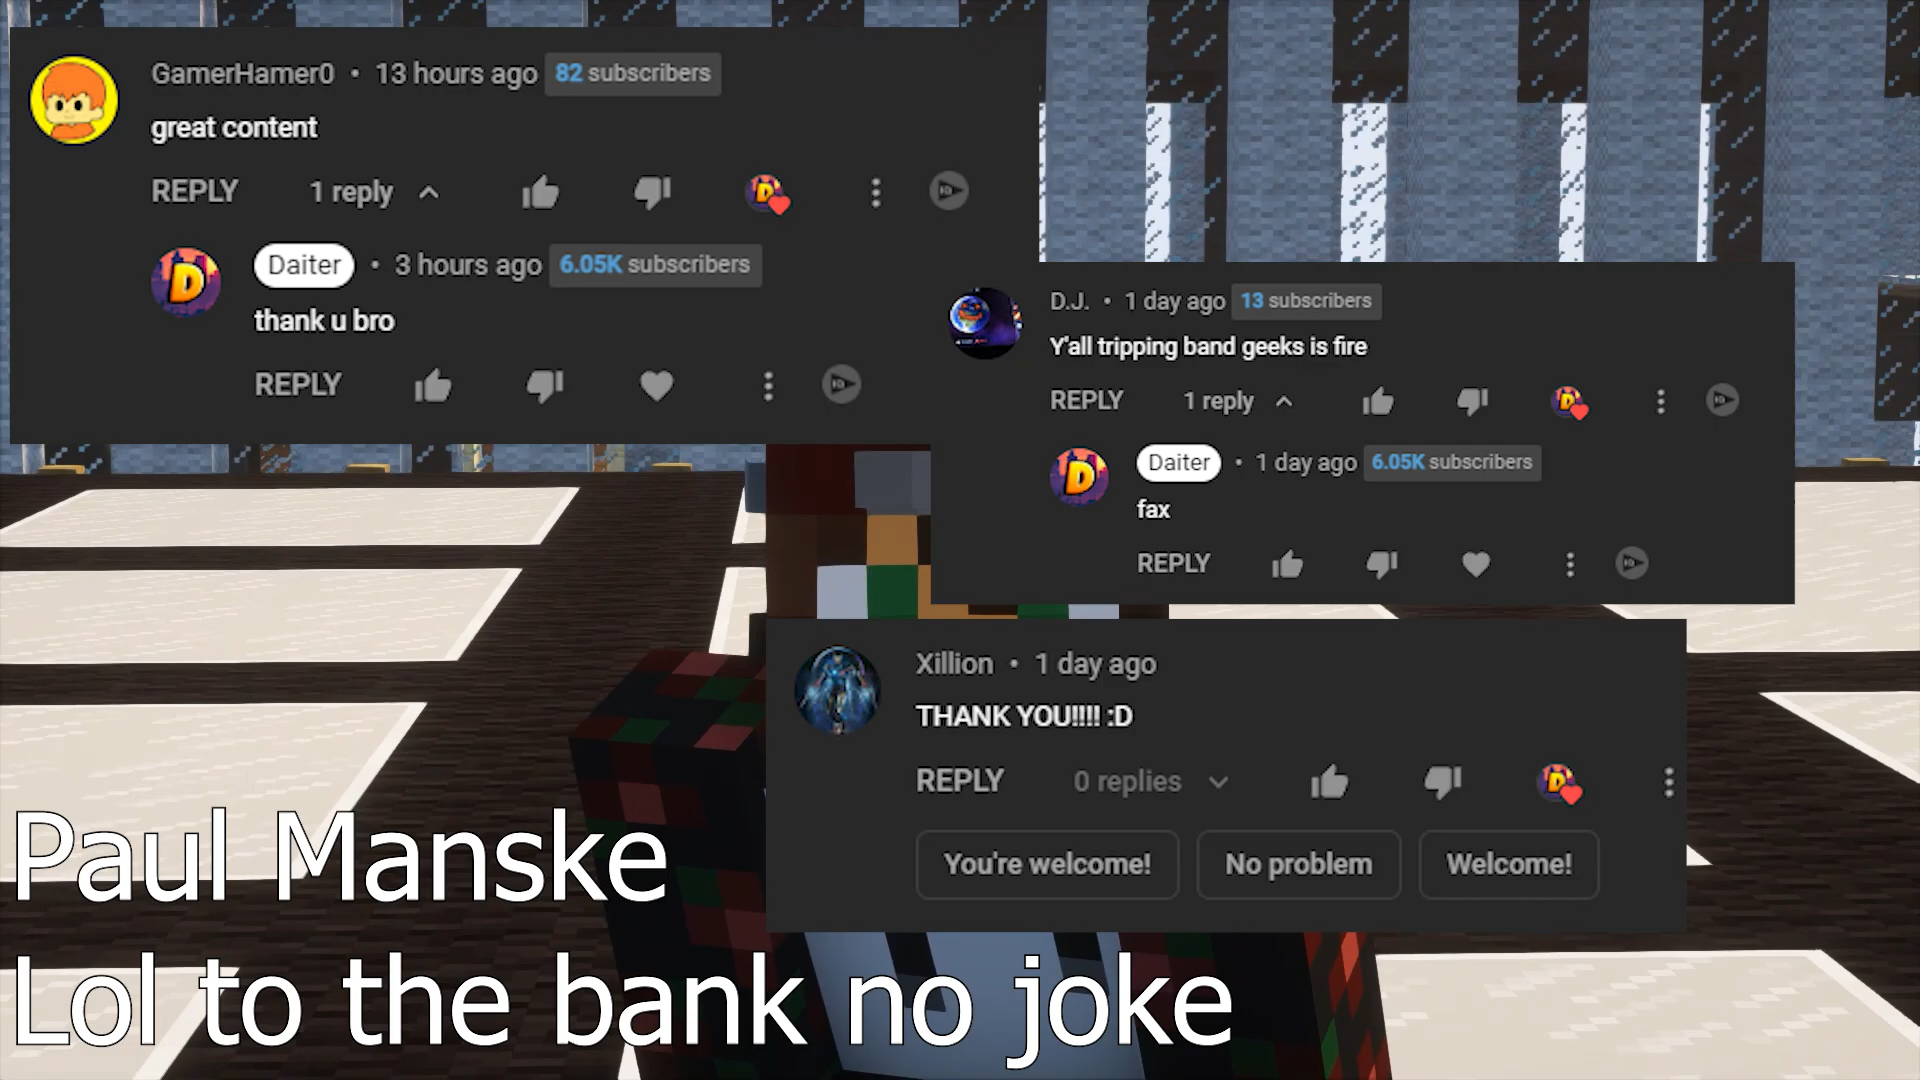 GamerHamer0 • 13 hours ago 82 subscribers
great content
REPLY 1 reply
Daiter • 3 hours ago 6.05K subscribers
thank u bro
REPLY
D.J. • 1 day ago 13 subscribers
Y'all tripping band geeks is fire
REPLY 1 reply
Daiter • 1 day ago 6.05K subscribers
fax
REPLY
Xillion • 1 day ago
THANK YOU!!!! :D
REPLY 0 replies
You're welcome! No problem Welcome!
Paul Manske
Lol to the bank no joke